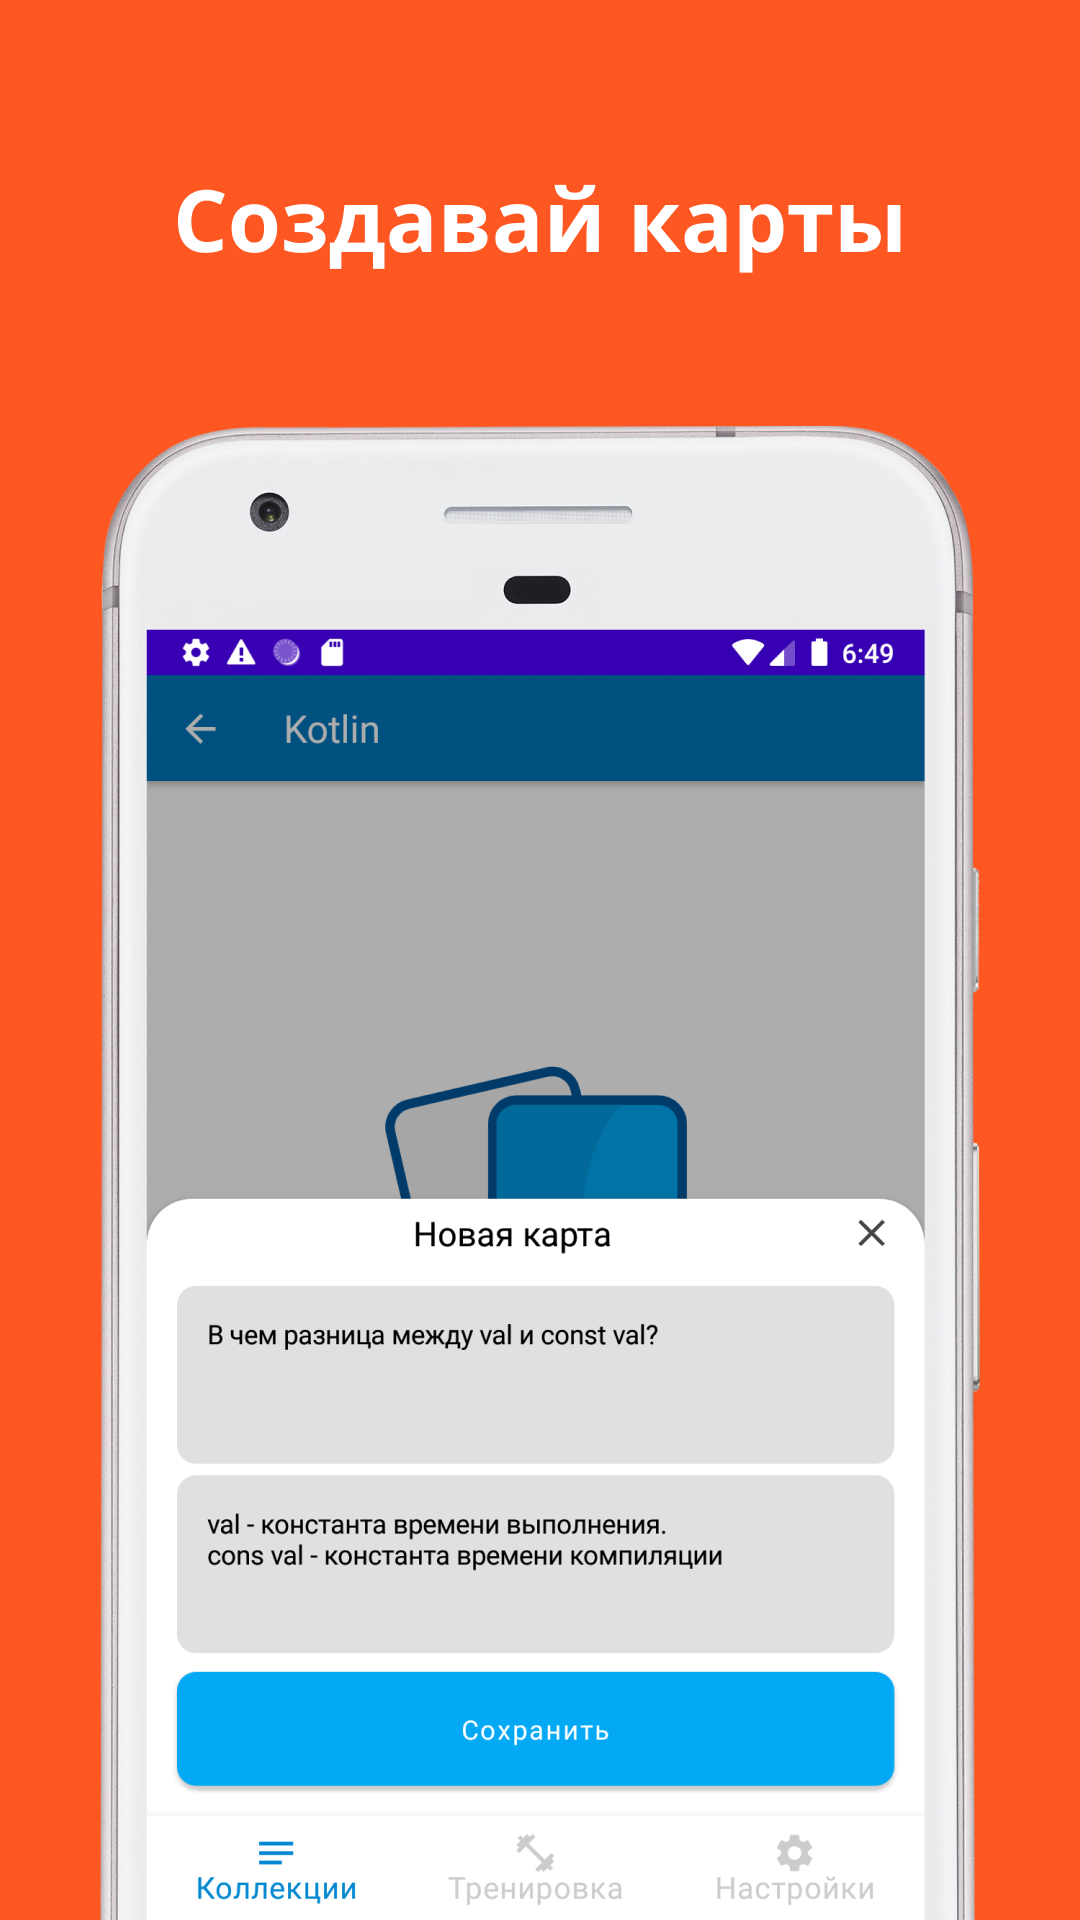 Создавай карты
6:49
Kotlin
Новая карта
В чем разница между val и const val?
val - константа времени выполнения.
cons val - константа времени компиляции
Сохранить
Коллекции
Тренировка
Настройки